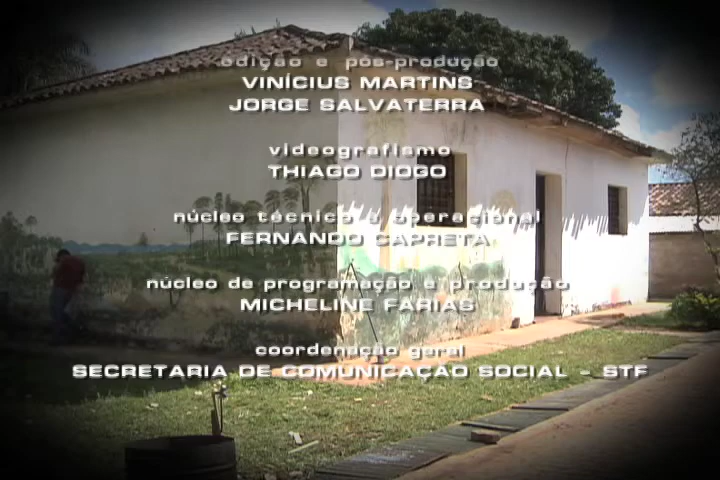 edição e pós-produção
VINÍCIUS MARTINS
JORGE SALVATERRA
videografismo
THIAGO DIOGO
núcleo técnico e operacional
FERNANDO CAPRETA
núcleo de programação e produção
MICHELINE FARIAS
coordenação geral
SECRETARIA DE COMUNICAÇÃO SOCIAL - STF